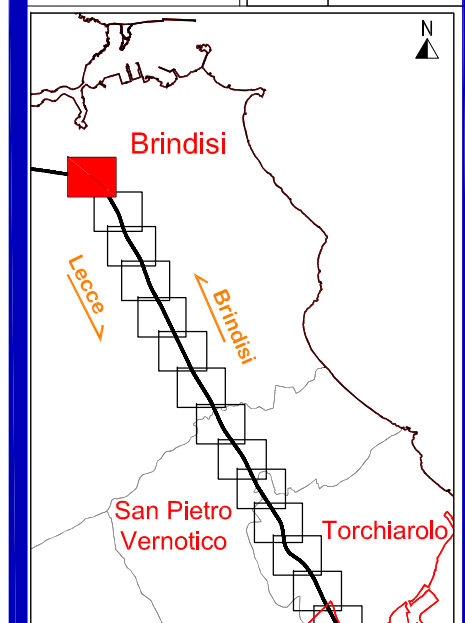 N
Brindisi
Lecce
Brindisi
San Pietro
Vernotico
Torchiarolo